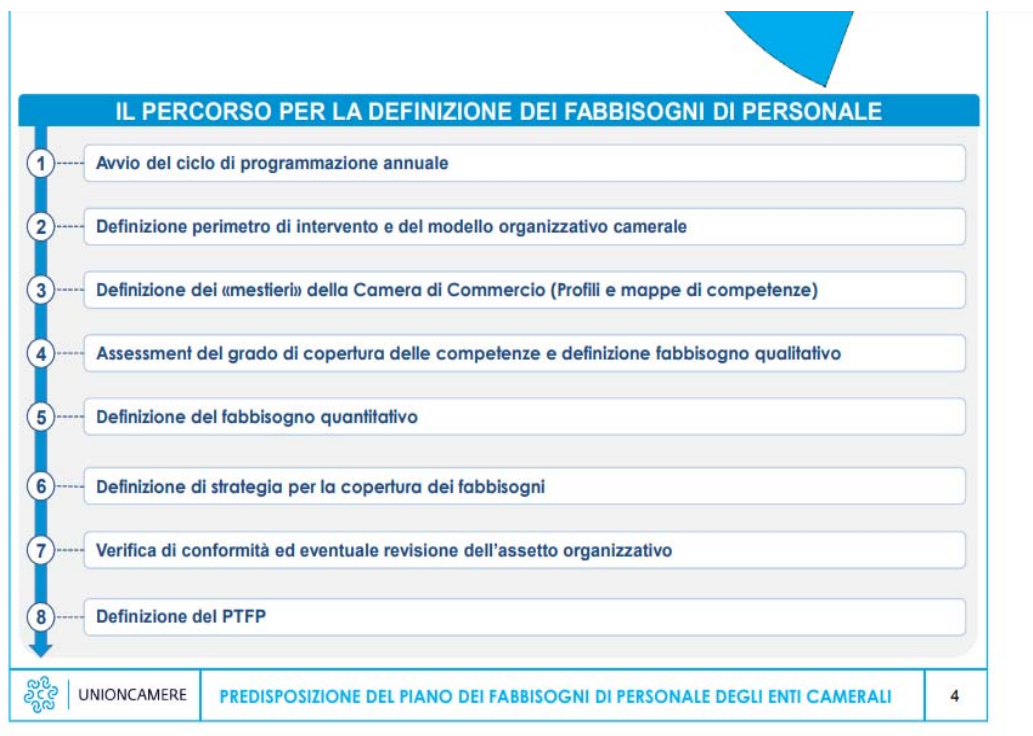 IL PERCORSO PER LA DEFINIZIONE DEI FABBISOGNI DI PERSONALE
1 Avvio del ciclo di programmazione annuale
2 Definizione perimetro di intervento e del modello organizzativo camerale
3 Definizione dei «mestieri» della Camera di Commercio (Profili e mappe di competenze)
4 Assessment del grado di copertura delle competenze e definizione fabbisogno qualitativo
5 Definizione del fabbisogno quantitativo
6 Definizione di strategia per la copertura dei fabbisogni
7 Verifica di conformità ed eventuale revisione dell'assetto organizzativo
8 Definizione del PTFP
UNIONCAMERE PREDISPOSIZIONE DEL PIANO DEI FABBISOGNI DI PERSONALE DEGLI ENTI CAMERALI 4